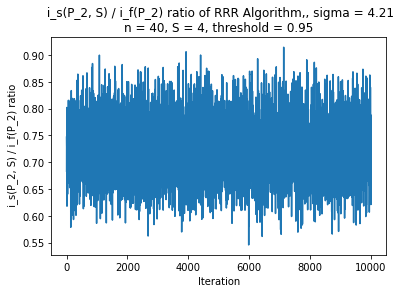 i_s(P_2, S) / i_f(P_2) ratio of RRR Algorithm,, sigma = 4.21
n = 40, S = 4, threshold = 0.95
i_s(P_2, S) / i_f(P_2) ratio
0.90
0.85
0.80
0.75
0.70
0.65
0.60
0.55
0 2000 4000 6000 8000 10000
Iteration